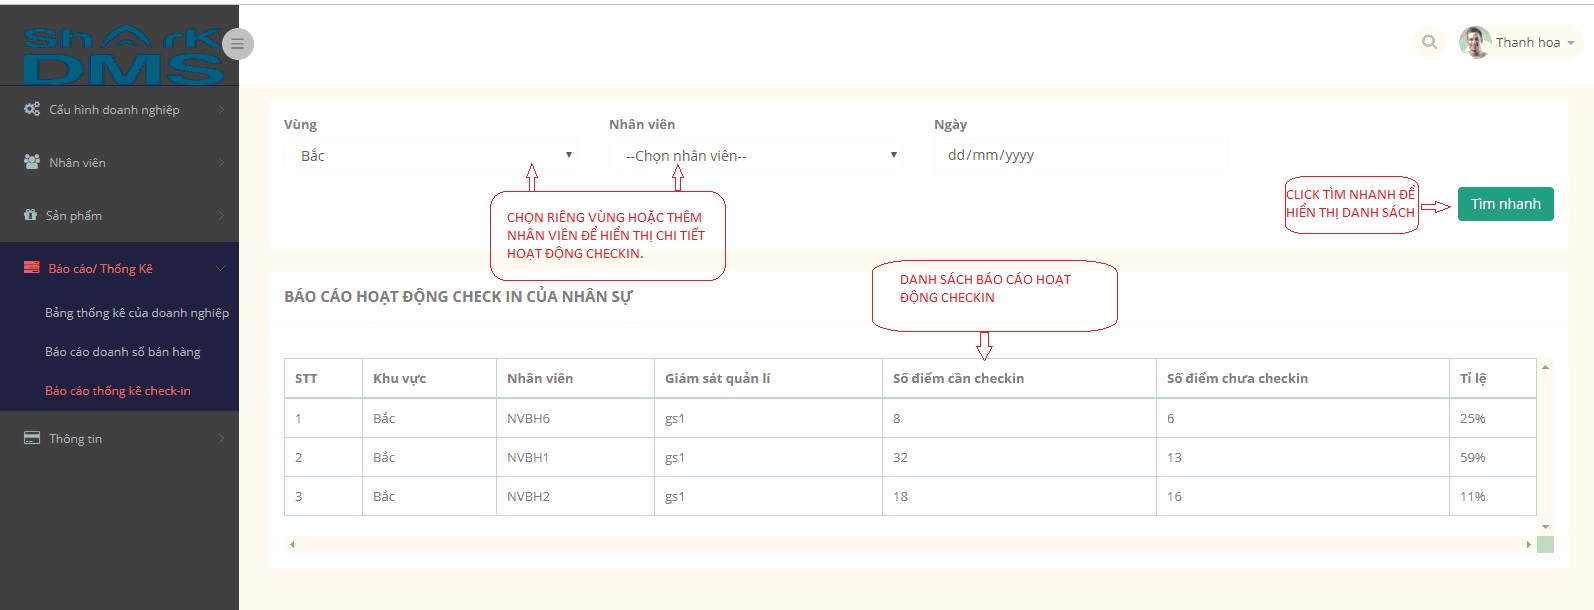 Shark
DMS
Thanh hoa
Cấu hình doanh nghiệp
Nhân viên
Sản phẩm
Báo cáo/ Thống Kê
Bảng thống kê của doanh nghiệp
Báo cáo doanh số bán hàng
Báo cáo thống kê check-in
Thông tin
Vùng
Nhân viên
Ngày
Bắc
--Chọn nhân viên--
dd/mm/yyyy
CHỌN RIÊNG VÙNG HOẶC THÊM
NHÂN VIÊN ĐỂ HIỂN THỊ CHI TIẾT
HOẠT ĐỘNG CHECKIN.
CLICK TÌM NHANH ĐỂ
HIỂN THỊ DANH SÁCH
Tìm nhanh
BÁO CÁO HOẠT ĐỘNG CHECK IN CỦA NHÂN SỰ
DANH SÁCH BÁO CÁO HOẠT
ĐỘNG CHECKIN
STT Khu vực Nhân viên Giám sát quản lí Số điểm cần checkin Số điểm chưa checkin Tỉ lệ
1 Bắc NVBH6 gs1 8 6 25%
2 Bắc NVBH1 gs1 32 13 59%
3 Bắc NVBH2 gs1 18 16 11%